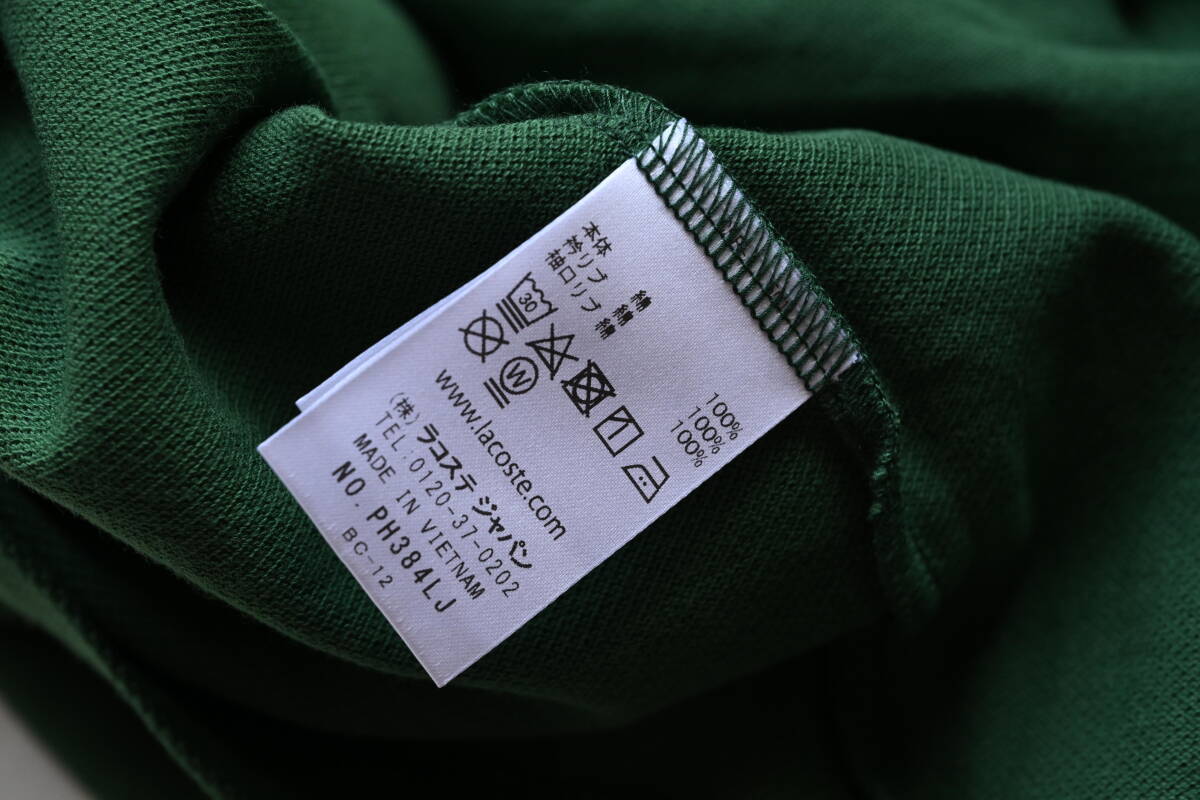 本体 綿 100%
衿リブ 綿 100%
袖口リブ 綿 100%
30
W
www.lacoste.com
(株)ラコステ ジャパン
TEL:0120-37-0202
MADE IN VIETNAM
NO. PH384LJ
BC-12